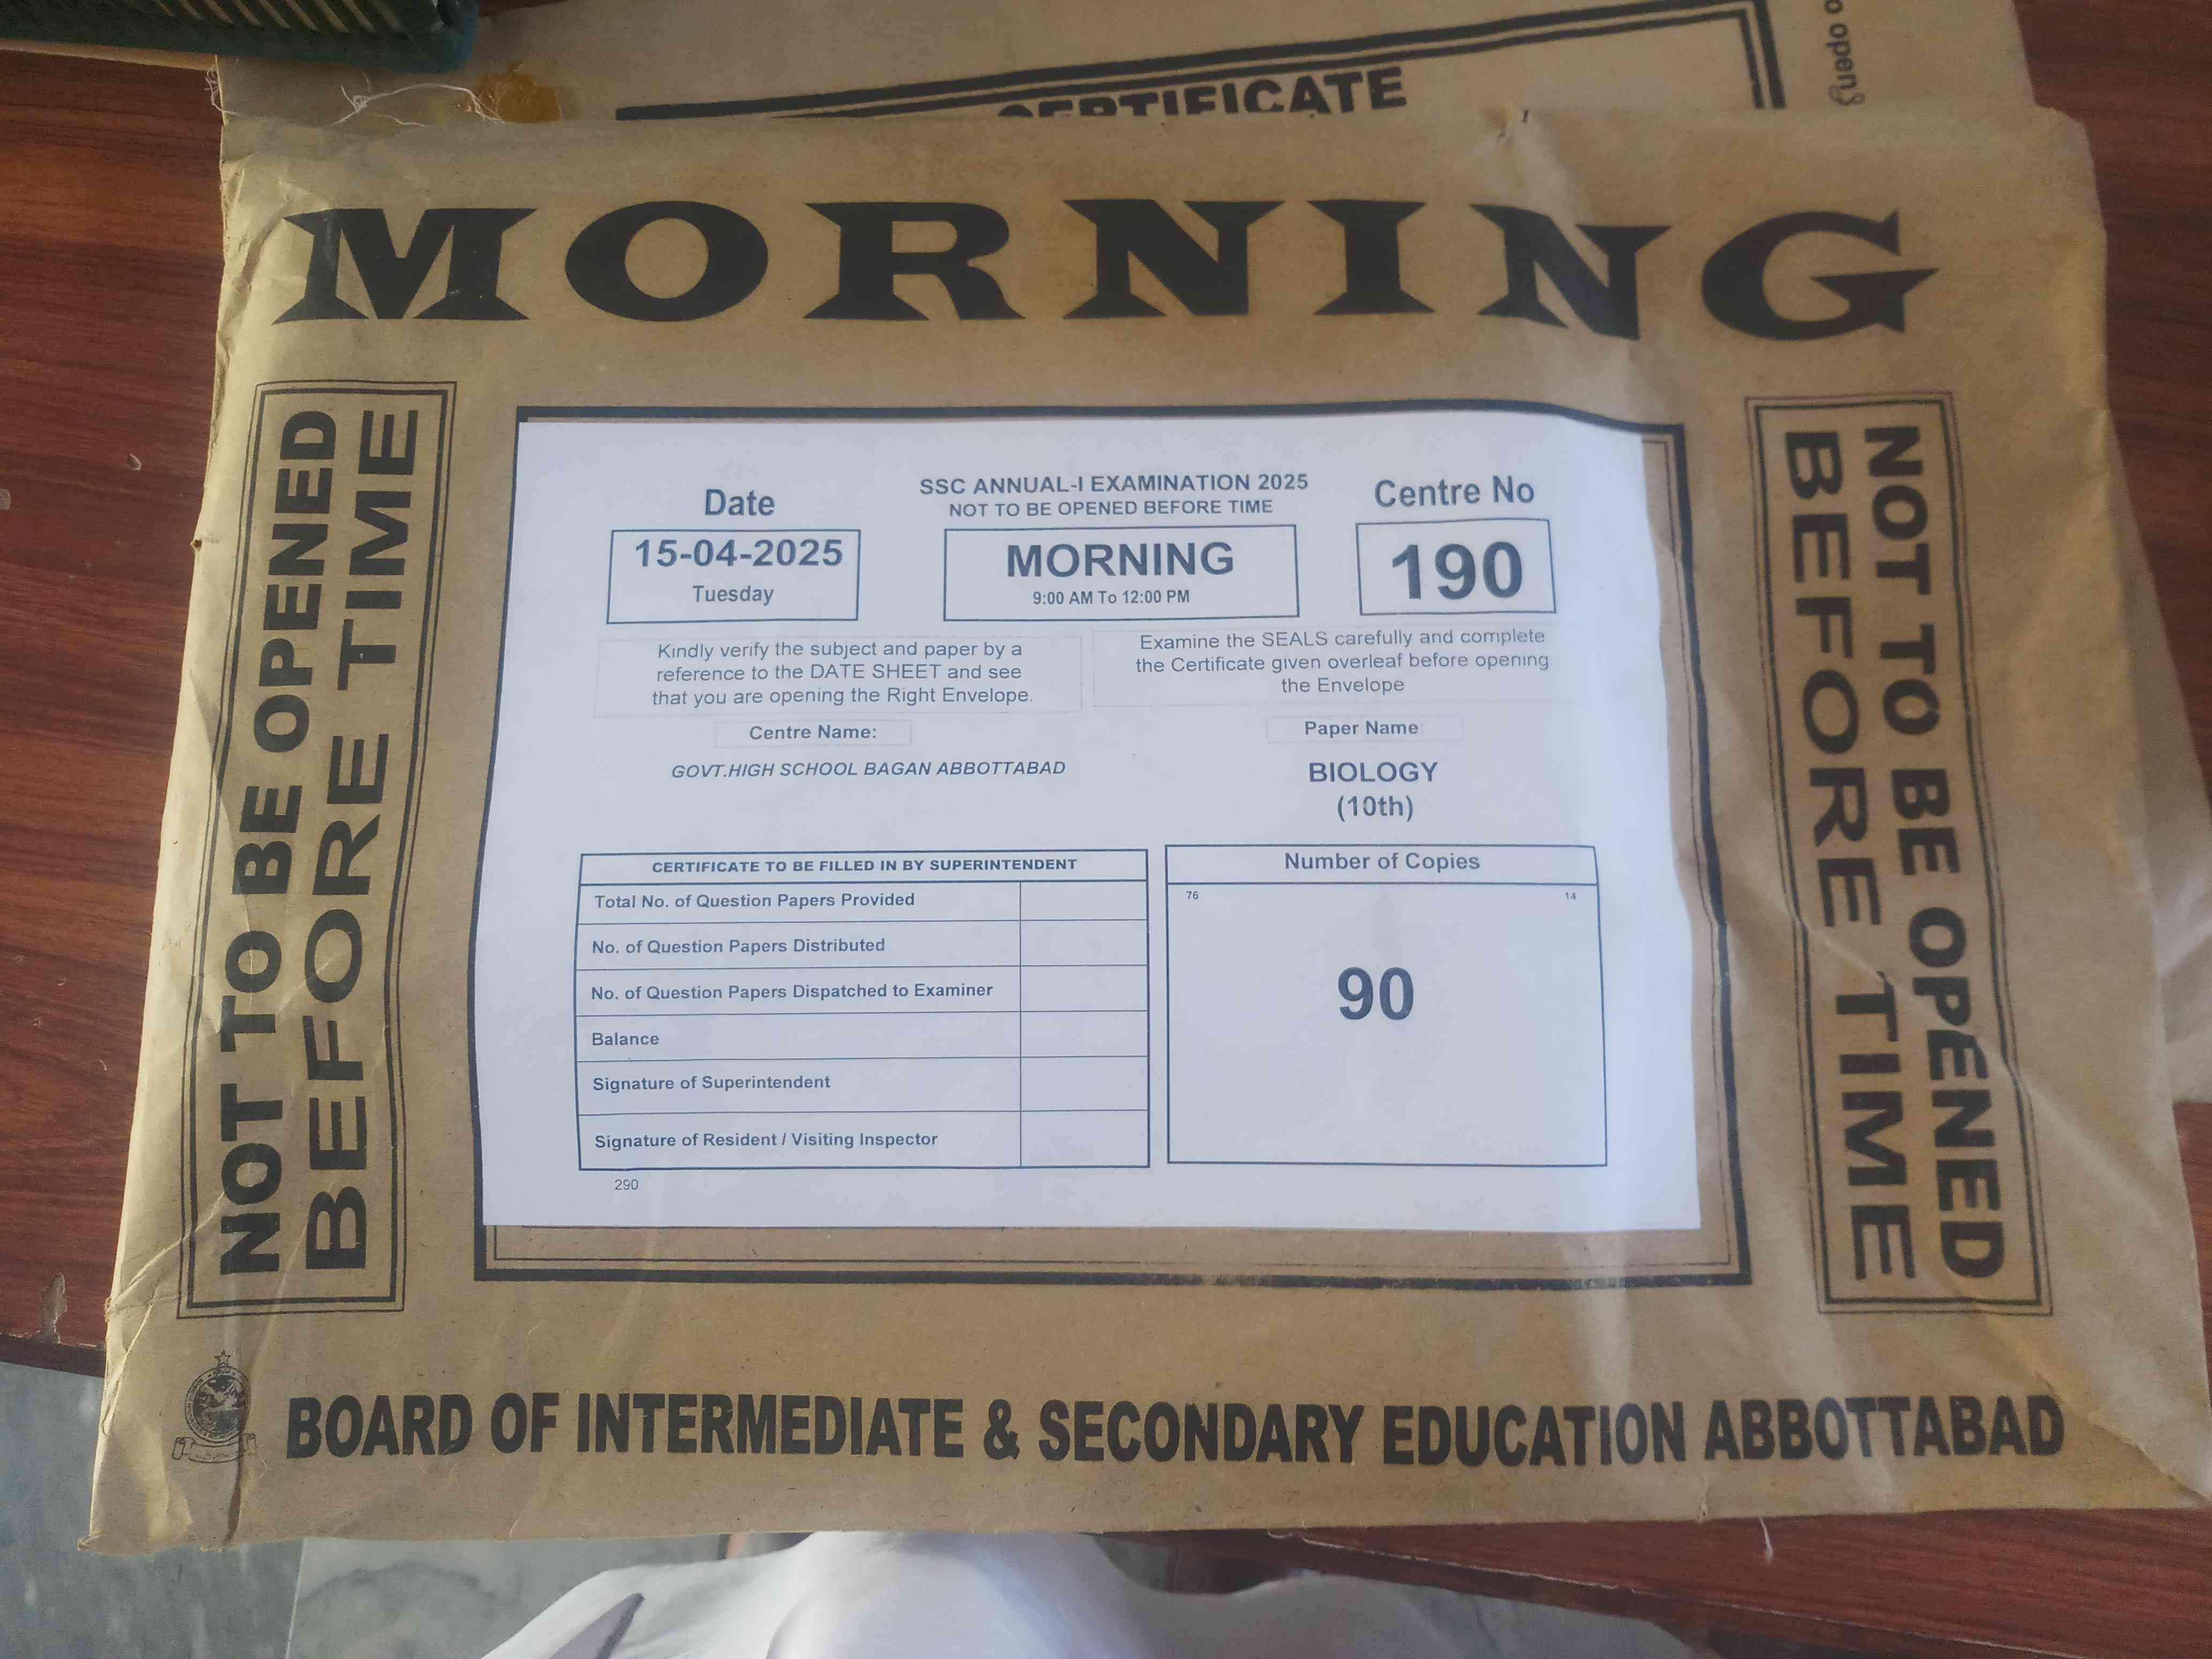 CERTIFICATE
o open
MORNING
NOT TO BE OPENED
BEFORE TIME
Date
15-04-2025
Tuesday
SSC ANNUAL-I EXAMINATION 2025
NOT TO BE OPENED BEFORE TIME
MORNING
9:00 AM To 12:00 PM
Centre No
190
Kindly verify the subject and paper by a
reference to the DATE SHEET and see
that you are opening the Right Envelope.
Examine the SEALS carefully and complete
the Certificate given overleaf before opening
the Envelope
Centre Name:
GOVT.HIGH SCHOOL BAGAN ABBOTTABAD
Paper Name
BIOLOGY
(10th)
CERTIFICATE TO BE FILLED IN BY SUPERINTENDENT
Total No. of Question Papers Provided
No. of Question Papers Distributed
No. of Question Papers Dispatched to Examiner
Balance
Signature of Superintendent
Signature of Resident / Visiting Inspector
290
Number of Copies
76 14
90
NOT TO BE OPENED
BEFORE TIME
BOARD OF INTERMEDIATE & SECONDARY EDUCATION ABBOTTABAD